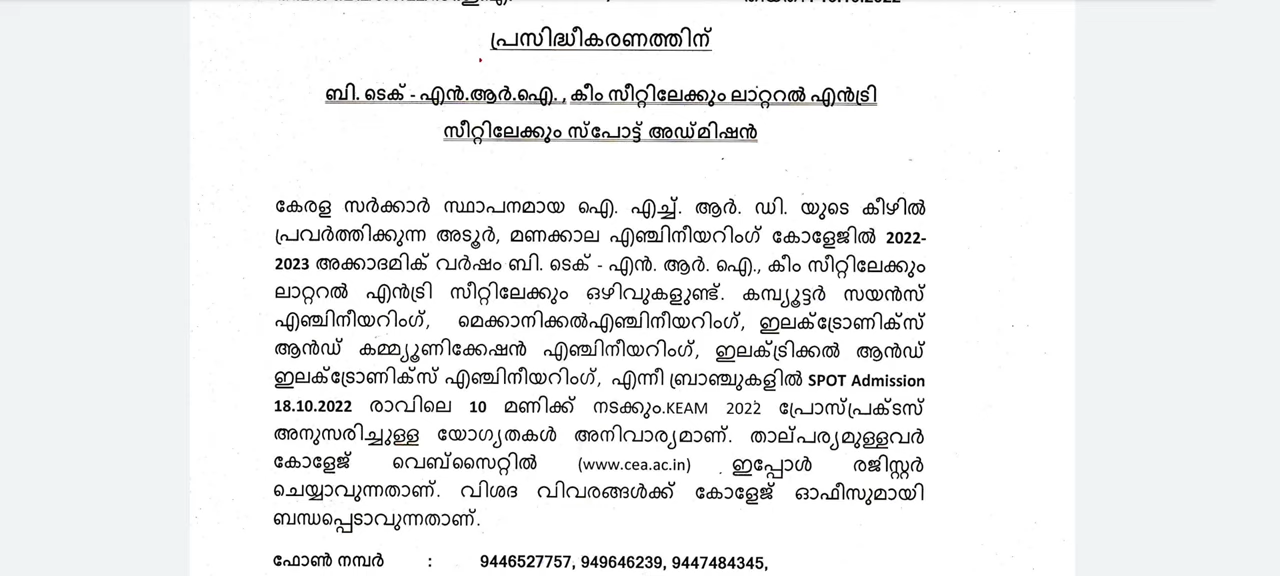 പ്രസിദ്ധീകരണത്തിന്
ബി. ടെക് - എൻ.ആർ.ഐ. , കീം സീറ്റിലേക്കും ലാറ്ററൽ എൻട്രി
സീറ്റിലേക്കും സ്പോട്ട് അഡ്മിഷൻ
കേരള സർക്കാർ സ്ഥാപനമായ ഐ. എച്ച്. ആർ. ഡി. യുടെ കീഴിൽ
പ്രവർത്തിക്കുന്ന അടൂർ, മണക്കാല എഞ്ചിനീയറിംഗ് കോളേജിൽ 2022-
2023 അക്കാദമിക് വർഷം ബി. ടെക് - എൻ. ആർ. ഐ., കീം സീറ്റിലേക്കും
ലാറ്ററൽ എൻട്രി സീറ്റിലേക്കും ഒഴിവുകളുണ്ട്. കമ്പ്യൂട്ടർ സയൻസ്
എഞ്ചിനീയറിംഗ്, മെക്കാനിക്കൽഎഞ്ചിനീയറിംഗ്, ഇലക്ട്രോണിക്സ്
ആൻഡ് കമ്മ്യൂണിക്കേഷൻ എഞ്ചിനീയറിംഗ്, ഇലക്ട്രിക്കൽ ആൻഡ്
ഇലക്ട്രോണിക്സ് എഞ്ചിനീയറിംഗ്, എന്നീ ബ്രാഞ്ചുകളിൽ SPOT Admission
18.10.2022 രാവിലെ 10 മണിക്ക് നടക്കും.KEAM 2022 പ്രോസ്പ്രക്ടസ്
അനുസരിച്ചുള്ള യോഗ്യതകൾ അനിവാര്യമാണ്. താല്പര്യമുള്ളവർ
കോളേജ് വെബ്സൈറ്റിൽ (www.cea.ac.in) . ഇപ്പോൾ രജിസ്റ്റർ
ചെയ്യാവുന്നതാണ്. വിശദ വിവരങ്ങൾക്ക് കോളേജ് ഓഫീസുമായി
ബന്ധപ്പെടാവുന്നതാണ്.
ഫോൺ നമ്പർ : 9446527757, 949646239, 9447484345,